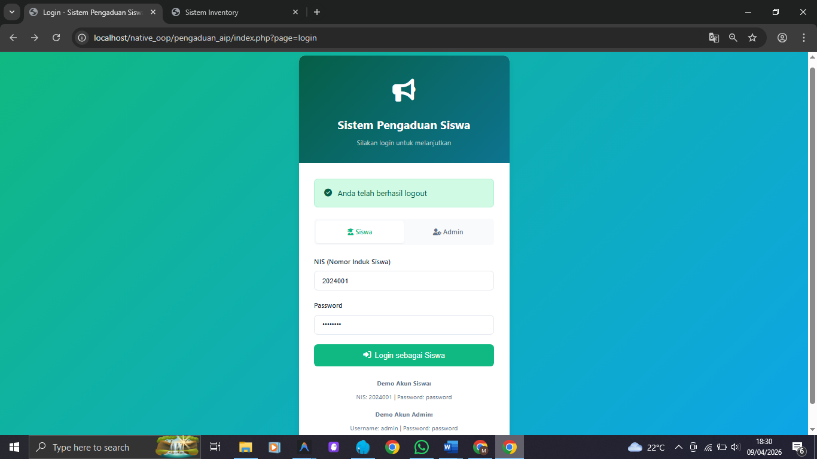 Login - Sistem Pengaduan Sisw
Sistem Inventory
localhost/native_oop/pengaduan_aip/index.php?page=login
Sistem Pengaduan Siswa
Silakan login untuk melanjutkan
Anda telah berhasil logout
Siswa
Admin
NIS (Nomor Induk Siswa)
2024001
Password
••••••••
Login sebagai Siswa
Demo Akun Siswa:
NIS: 2024001 | Password: password
Demo Akun Admin:
Username: admin | Password: password
Type here to search
22°C
18:30
09/04/2026
6